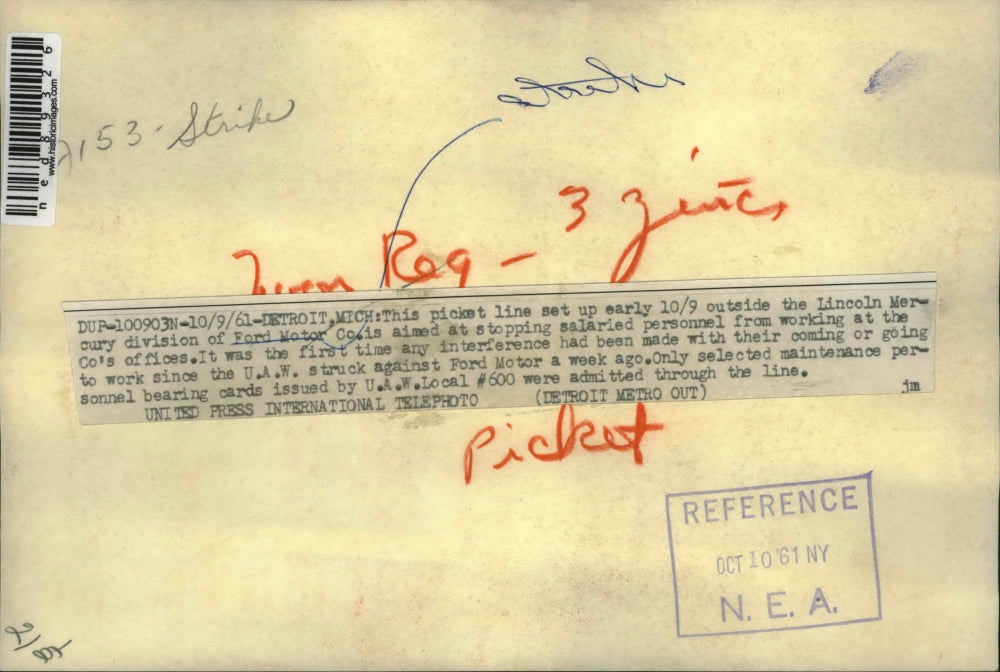 ned89326
www.historicimages.com
strike
153 - Strike
Reg - 3 zincs
DUP-100903N-10/9/61-DETROIT,MICH:This picket line set up early 10/9 outside the Lincoln Mer-
cury division of Ford Motor Co.is aimed at stopping salaried personnel from working at the
Co's offices.It was the first time any interference had been made with their coming or going
to work since the U.A.W. struck against Ford Motor a week ago.Only selected maintenance per-
sonnel bearing cards issued by U.A.W.Local #600 were admitted through the line.
jm
UNITED PRESS INTERNATIONAL TELEPHOTO (DETROIT METRO OUT)
Picket
REFERENCE
OCT 10 '61 NY
N. E. A.